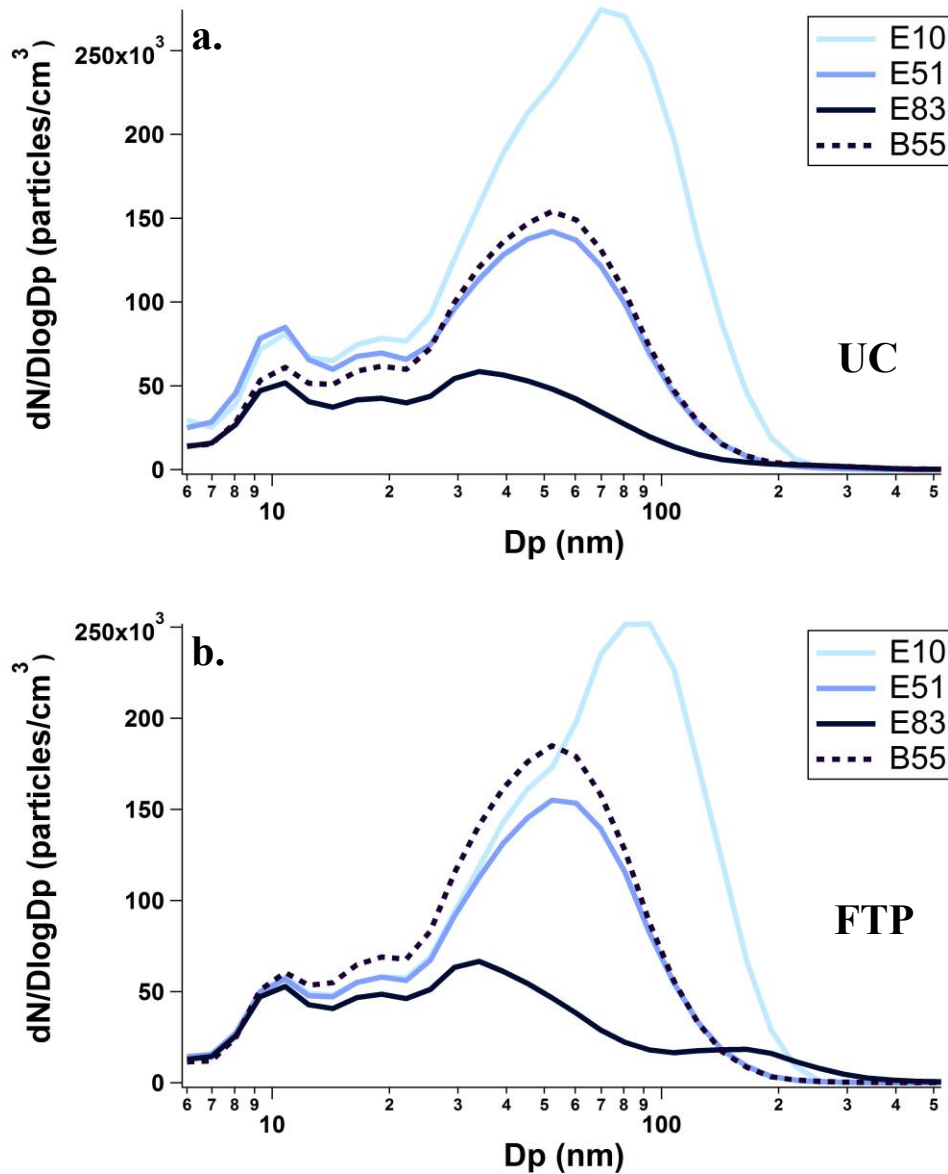 a.
250x10³
200
150
100
50
0
dN/DlogDp (particles/cm³)
6 7 8 9 2 3 4 5 6 7 8 9 2 3 4 5
10 100
Dp (nm)
E10
E51
E83
B55
UC
b.
250x10³
200
150
100
50
0
dN/DlogDp (particles/cm³)
6 7 8 9 2 3 4 5 6 7 8 9 2 3 4 5
10 100
Dp (nm)
E10
E51
E83
B55
FTP